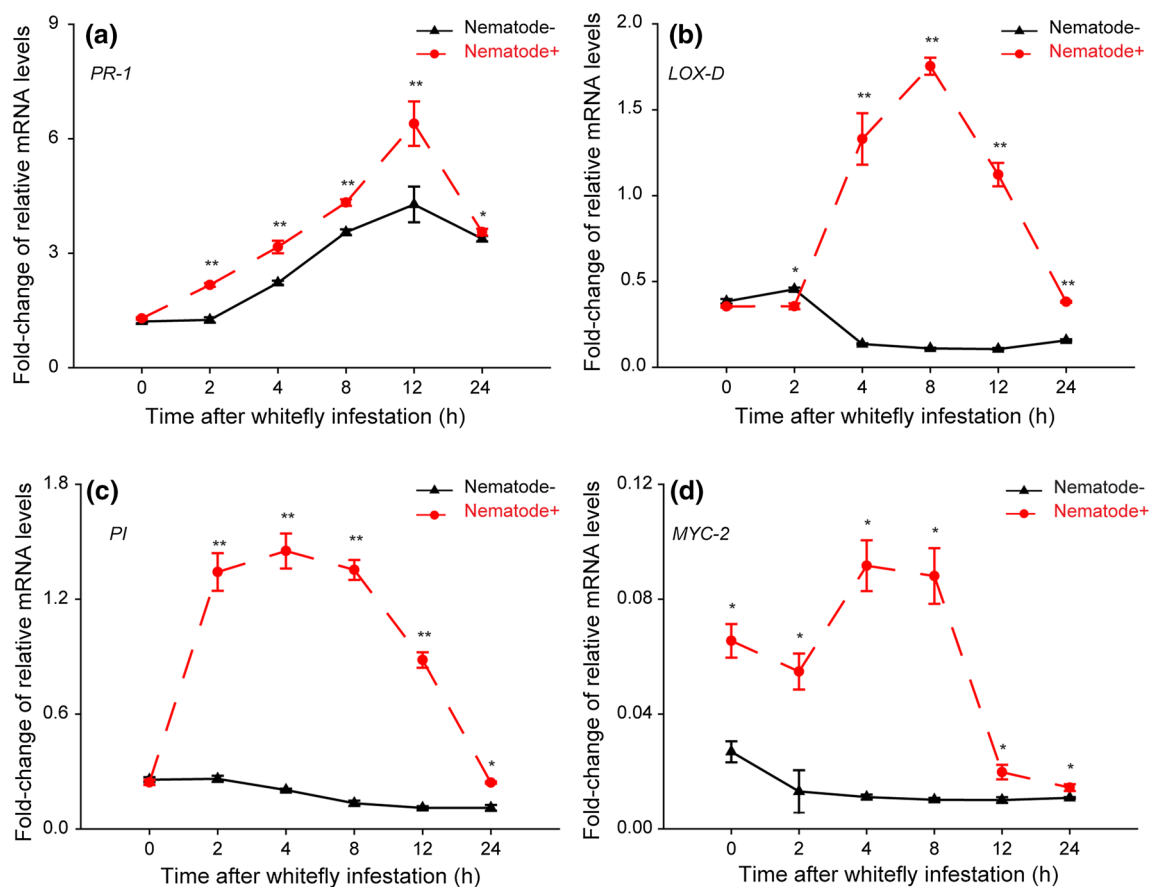 (a)
PR-1
Nematode-
Nematode+
**
**
**
**
*
9
6
3
0
Fold-change of relative mRNA levels
0 2 4 8 12 24
Time after whitefly infestation (h)
(b)
LOX-D
Nematode-
Nematode+
*
**
**
**
**
2.0
1.5
1.0
0.5
0.0
Fold-change of relative mRNA levels
0 2 4 8 12 24
Time after whitefly infestation (h)
(c)
PI
Nematode-
Nematode+
**
**
**
**
*
1.8
1.2
0.6
0.0
Fold-change of relative mRNA levels
0 2 4 8 12 24
Time after whitefly infestation (h)
(d)
MYC-2
Nematode-
Nematode+
*
*
*
*
*
*
0.12
0.08
0.04
0.00
Fold-change of relative mRNA levels
0 2 4 8 12 24
Time after whitefly infestation (h)